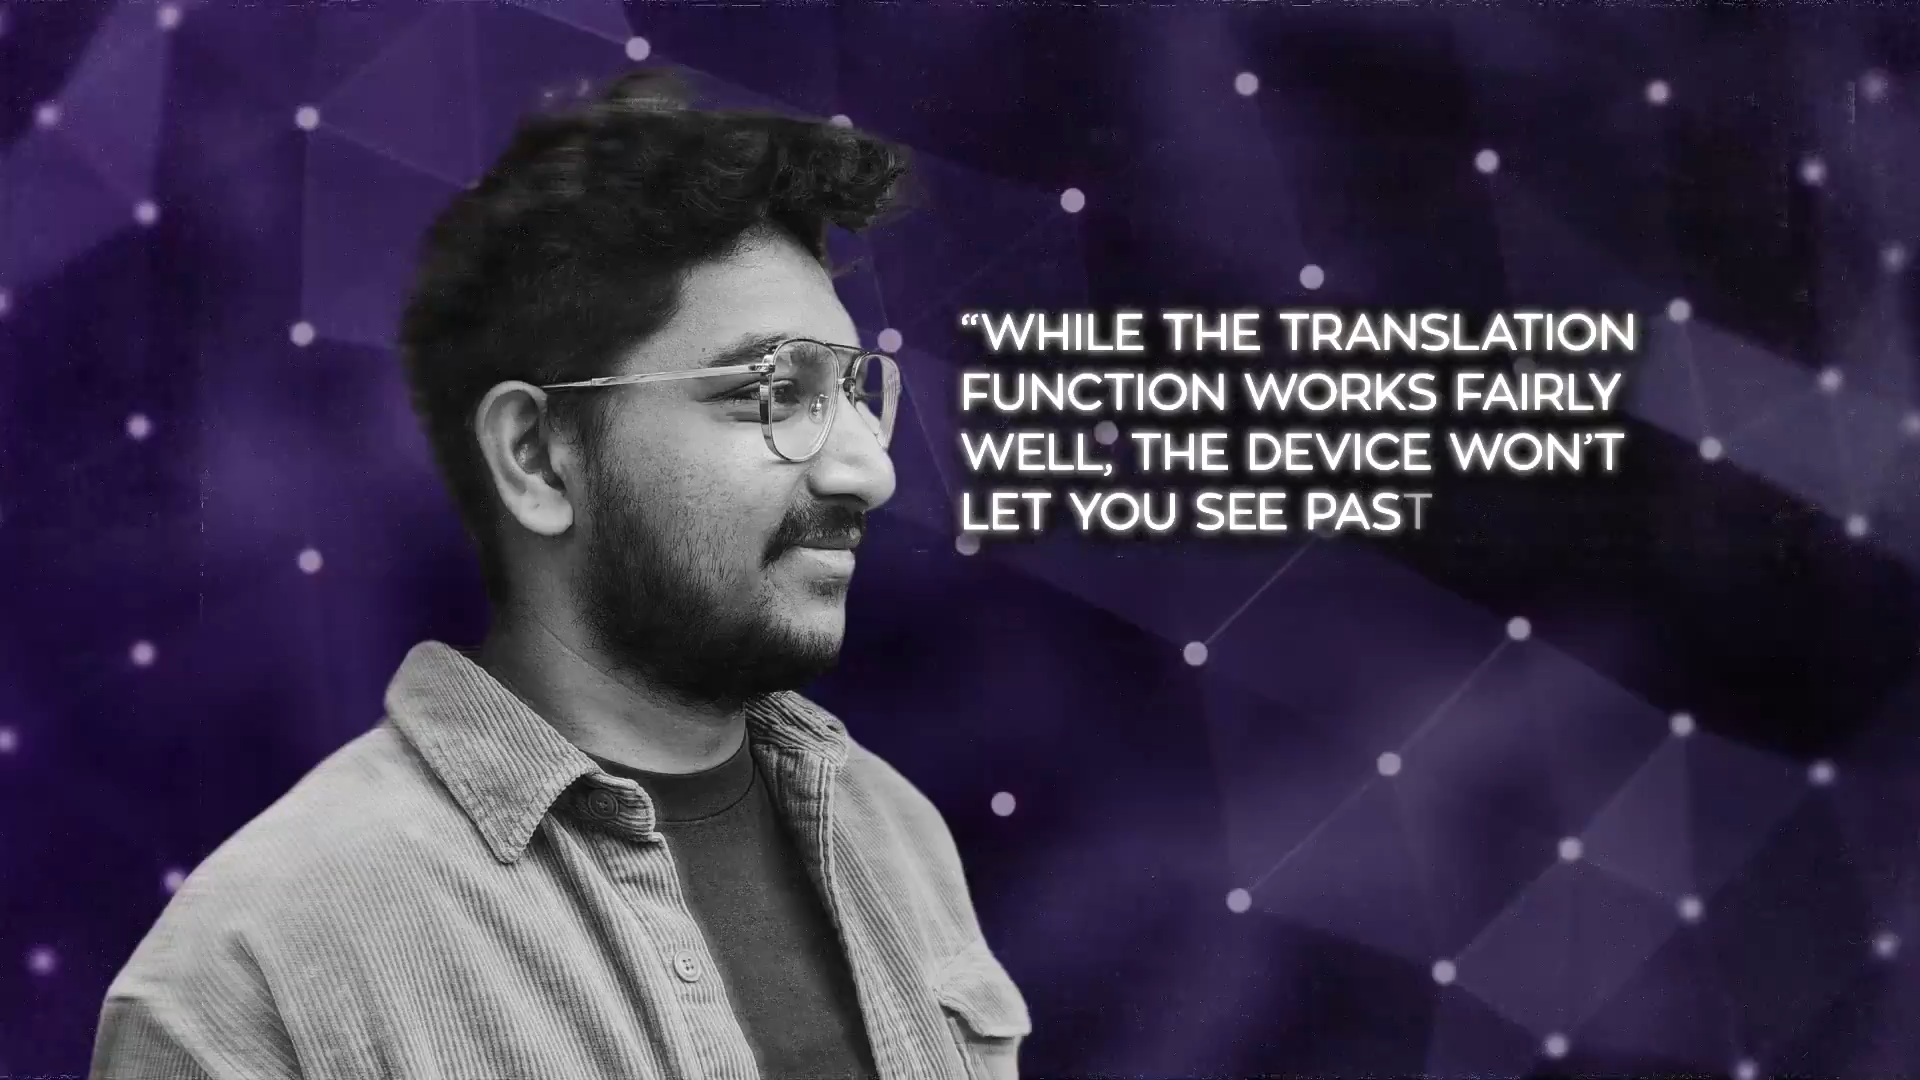 “WHILE THE TRANSLATION
FUNCTION WORKS FAIRLY
WELL, THE DEVICE WON’T
LET YOU SEE PAST